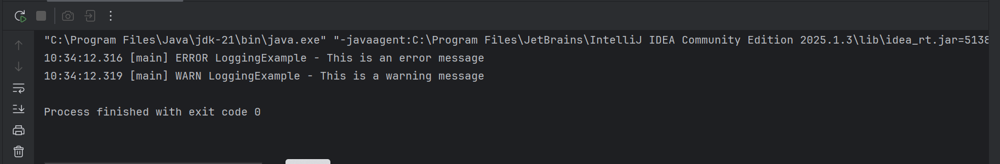 "C:\Program Files\Java\jdk-21\bin\java.exe" "-javaagent:C:\Program Files\JetBrains\IntelliJ IDEA Community Edition 2025.1.3\lib\idea_rt.jar=5138
10:34:12.316 [main] ERROR LoggingExample - This is an error message
10:34:12.319 [main] WARN LoggingExample - This is a warning message
Process finished with exit code 0